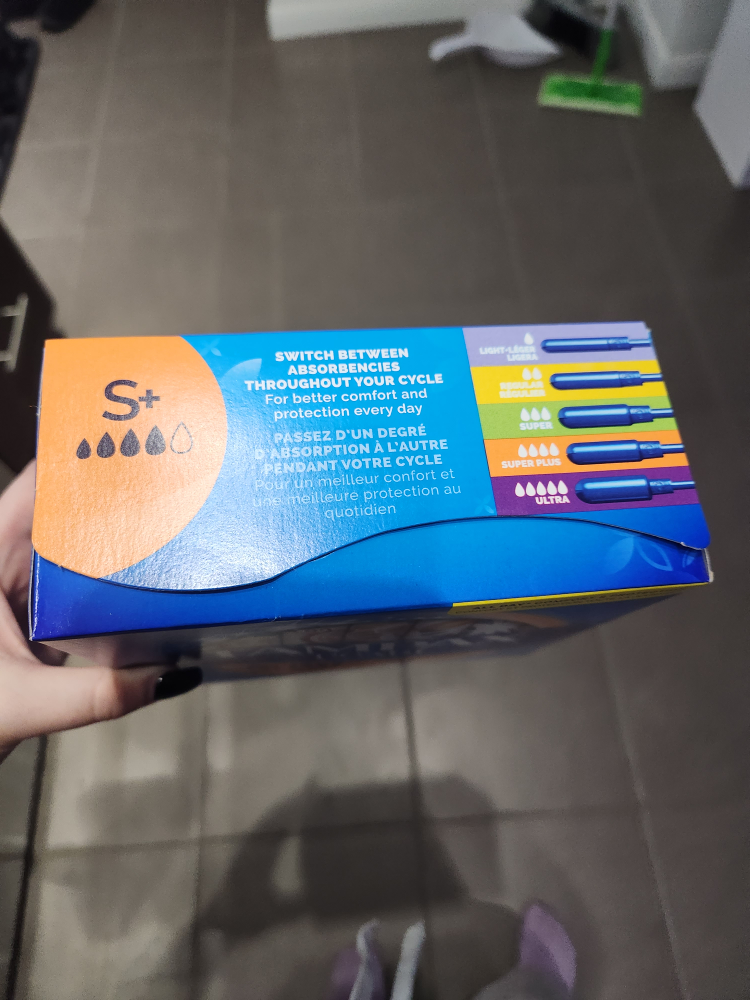 S+
SWITCH BETWEEN
ABSORBENCIES
THROUGHOUT YOUR CYCLE
For better comfort and
protection every day
PASSEZ D'UN DEGRÉ
D'ABSORPTION À L'AUTRE
PENDANT VOTRE CYCLE
Pour un meilleur confort et
une meilleure protection au
quotidien
LIGHT-LÉGER
LIGERA
REGULAR
RÉGULIER
SUPER
SUPER PLUS
ULTRA